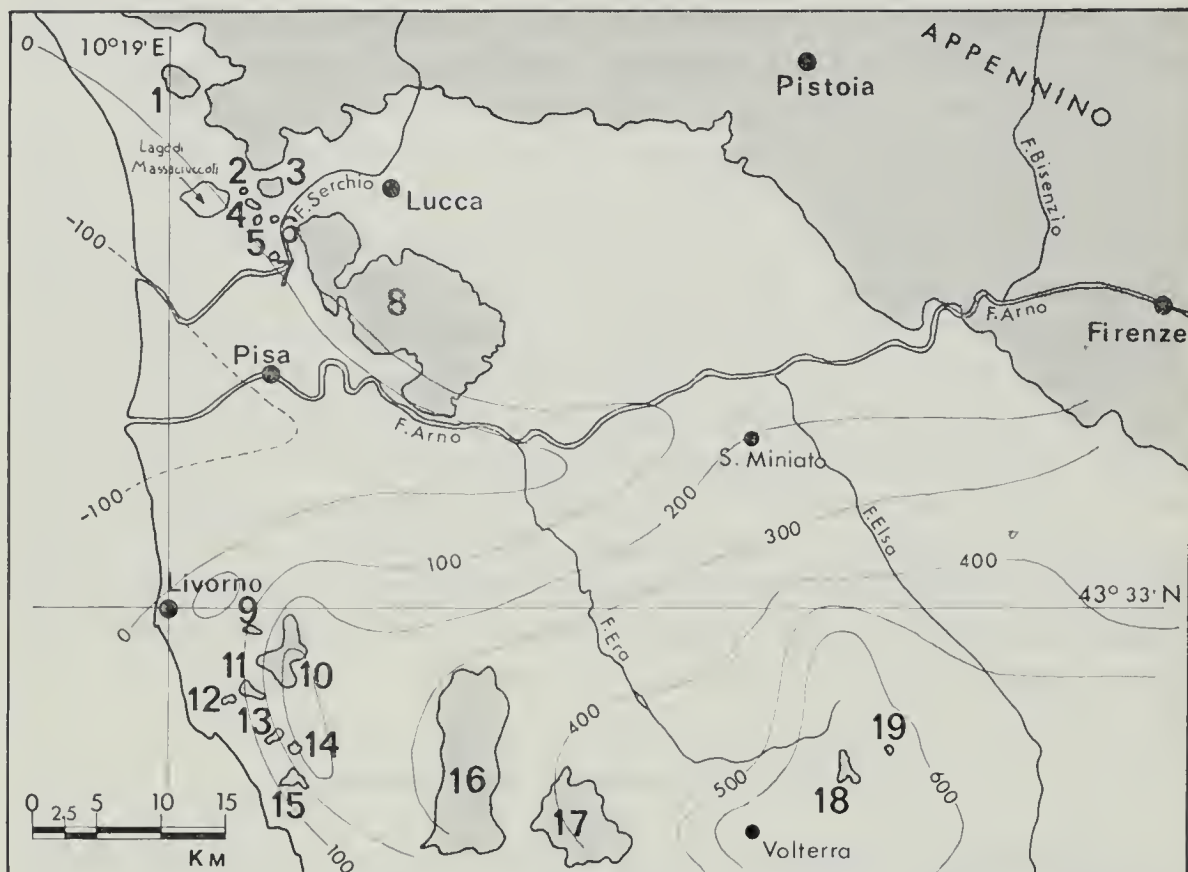 0
10°19' E
1
Pistoia
APPENNINO
F. Bisenzio
Lago di
Massaciuccoli
2
3
F. Serchio
Lucca
4
5
6
7
-100
8
F. Arno
Firenze
Pisa
F. Arno
S. Miniato
-100
200
300
F. Elsa
100
400
Livorno
43° 33' N
0
9
F. Era
10
11
12
13
14
15
16
400
17
500
18
19
600
Volterra
100
0
2,5
5
10
15
KM